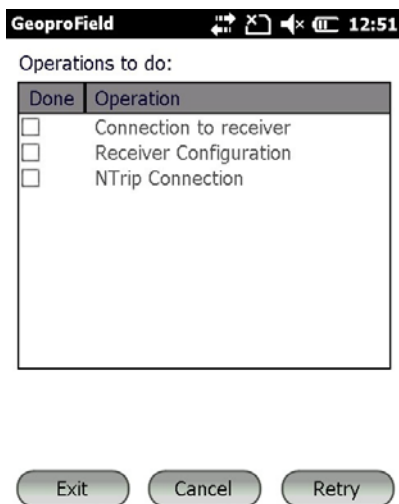 GeoproField 12:51
Operations to do:
Done Operation
Connection to receiver
Receiver Configuration
NTrip Connection
Exit Cancel Retry